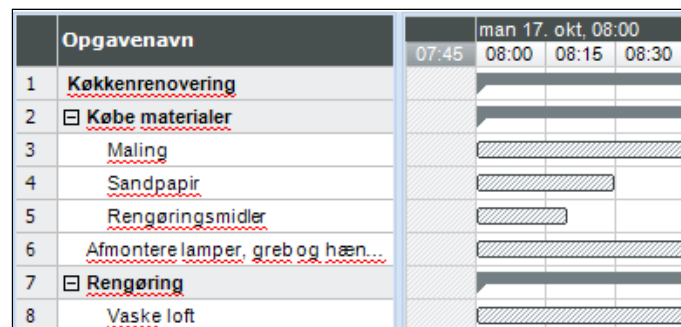 Opgavenavn
man 17. okt, 08:00
07:45 08:00 08:15 08:30
1 Køkkenrenovering
2 Købe materialer
3 Maling
4 Sandpapir
5 Rengøringsmidler
6 Afmontere lamper, greb og hæn...
7 Rengøring
8 Vaske loft